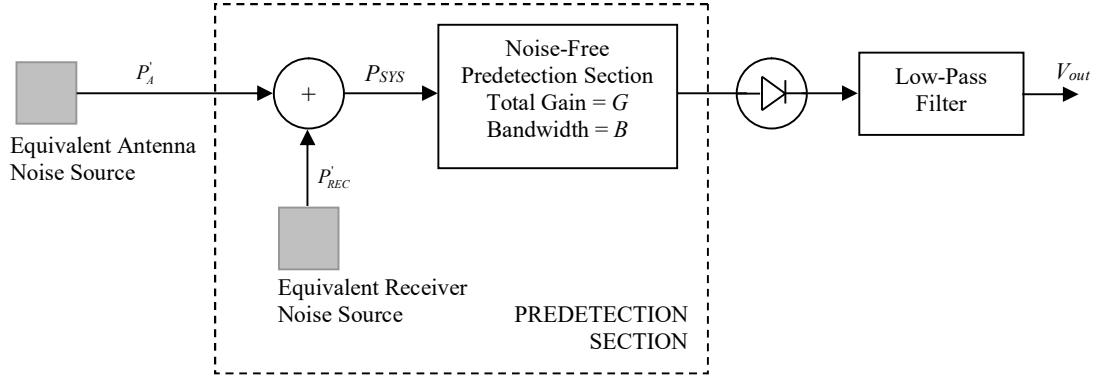 P'A
Equivalent Antenna
Noise Source
+
P'REC
Equivalent Receiver
Noise Source
PSYS
Noise-Free
Predetection Section
Total Gain = G
Bandwidth = B
PREDETECTION
SECTION
Low-Pass
Filter
Vout